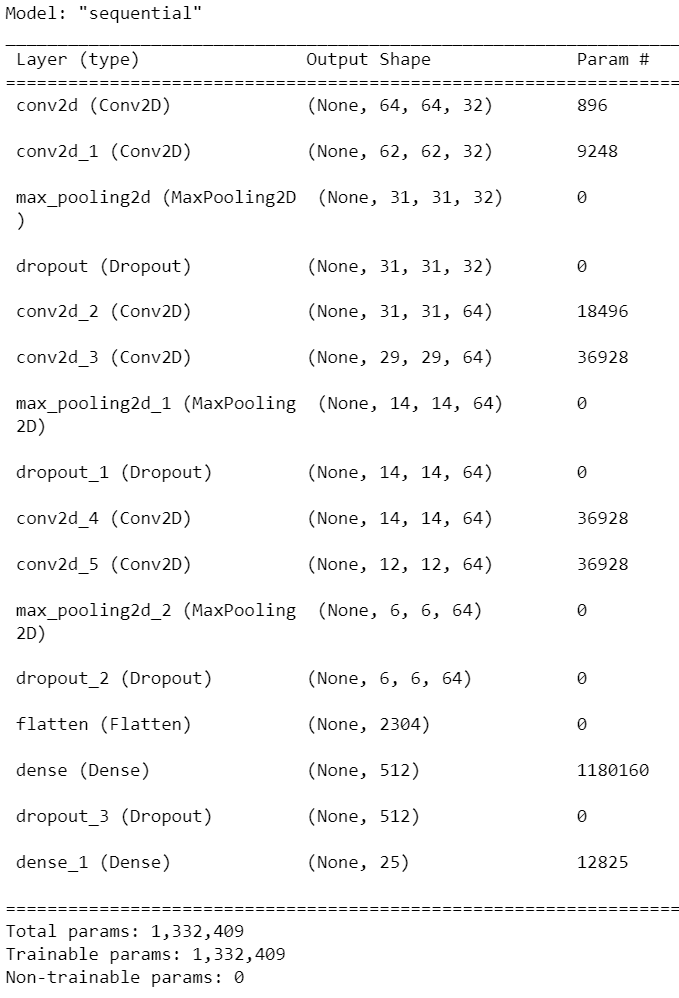 Model: "sequential"
Layer (type) Output Shape Param #
conv2d (Conv2D) (None, 64, 64, 32) 896
conv2d_1 (Conv2D) (None, 62, 62, 32) 9248
max_pooling2d (MaxPooling2D (None, 31, 31, 32) 0
)
dropout (Dropout) (None, 31, 31, 32) 0
conv2d_2 (Conv2D) (None, 31, 31, 64) 18496
conv2d_3 (Conv2D) (None, 29, 29, 64) 36928
max_pooling2d_1 (MaxPooling (None, 14, 14, 64) 0
2D)
dropout_1 (Dropout) (None, 14, 14, 64) 0
conv2d_4 (Conv2D) (None, 14, 14, 64) 36928
conv2d_5 (Conv2D) (None, 12, 12, 64) 36928
max_pooling2d_2 (MaxPooling (None, 6, 6, 64) 0
2D)
dropout_2 (Dropout) (None, 6, 6, 64) 0
flatten (Flatten) (None, 2304) 0
dense (Dense) (None, 512) 1180160
dropout_3 (Dropout) (None, 512) 0
dense_1 (Dense) (None, 25) 12825
Total params: 1,332,409
Trainable params: 1,332,409
Non-trainable params: 0